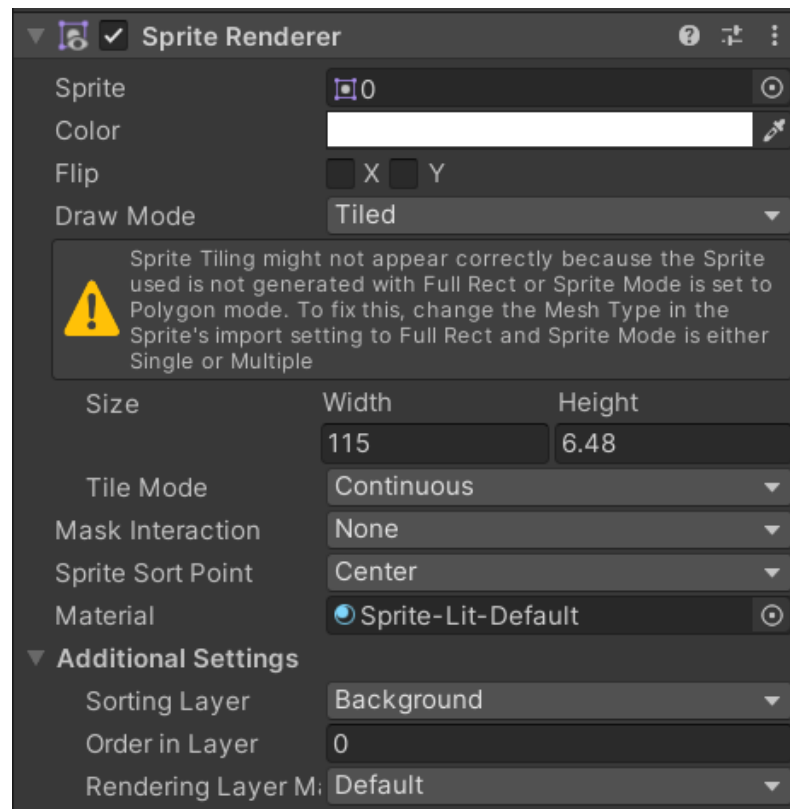 Sprite Renderer
Sprite 0
Color
Flip X Y
Draw Mode Tiled
Sprite Tiling might not appear correctly because the Sprite
used is not generated with Full Rect or Sprite Mode is set to
Polygon mode. To fix this, change the Mesh Type in the
Sprite's import setting to Full Rect and Sprite Mode is either
Single or Multiple
Size Width Height
115 6.48
Tile Mode Continuous
Mask Interaction None
Sprite Sort Point Center
Material Sprite-Lit-Default
Additional Settings
Sorting Layer Background
Order in Layer 0
Rendering Layer M Default